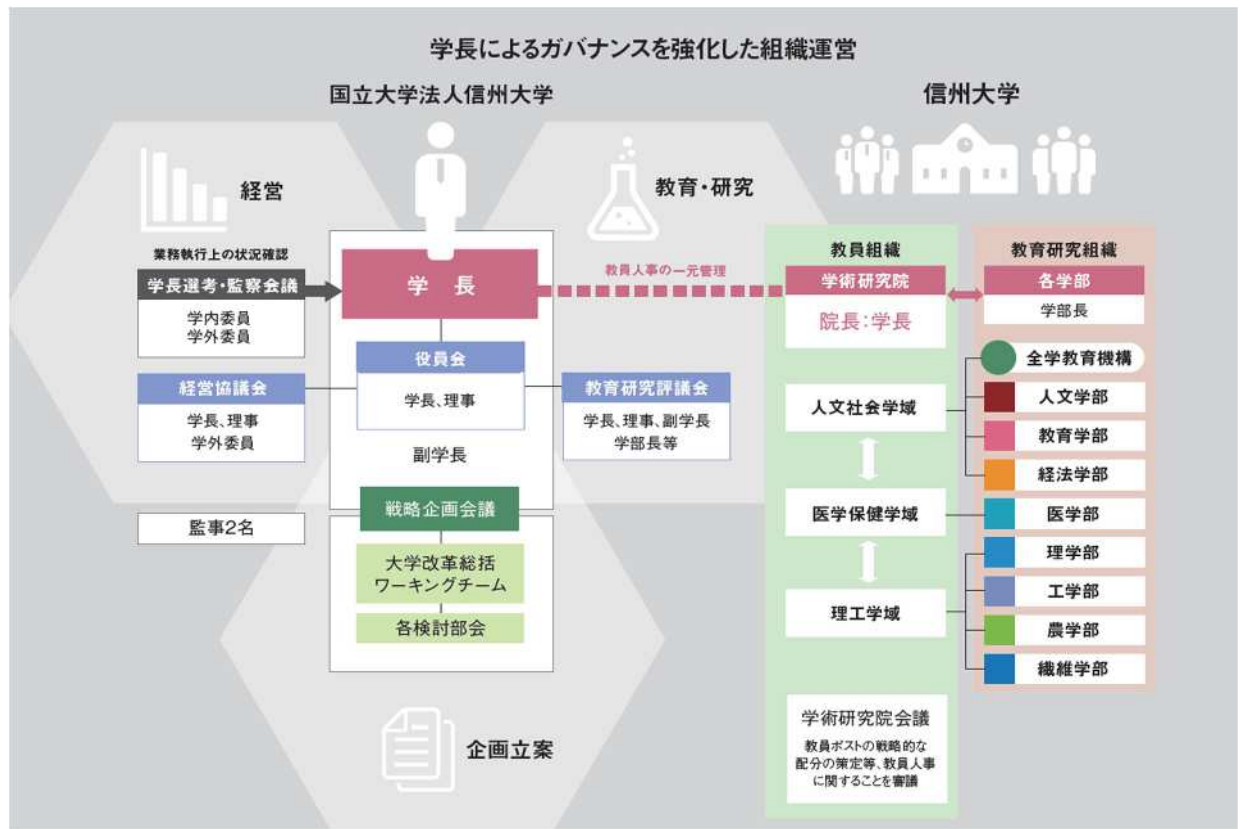 学長によるガバナンスを強化した組織運営
国立大学法人信州大学
信州大学
経営
教育・研究
業務執行上の状況確認
学長選考・監察会議
学内委員
学外委員
学長
教員人事の一元管理
役員会
学長、理事
経営協議会
学長、理事
学外委員
教育研究評議会
学長、理事、副学長
学部長等
副学長
監事2名
戦略企画会議
大学改革総括
ワーキングチーム
各検討部会
企画立案
教員組織
学術研究院
院長：学長
人文社会学域
医学保健学域
理工学域
学術研究院会議
教員ポストの戦略的な
配分の策定等、教員人事
に関することを審議
教育研究組織
各学部
学部長
全学教育機構
人文学部
教育学部
経法学部
医学部
理学部
工学部
農学部
繊維学部